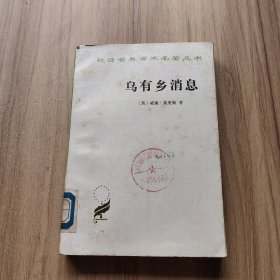 汉译世界学术名著丛书
乌有乡消息
〔英〕威廉·莫里斯 著